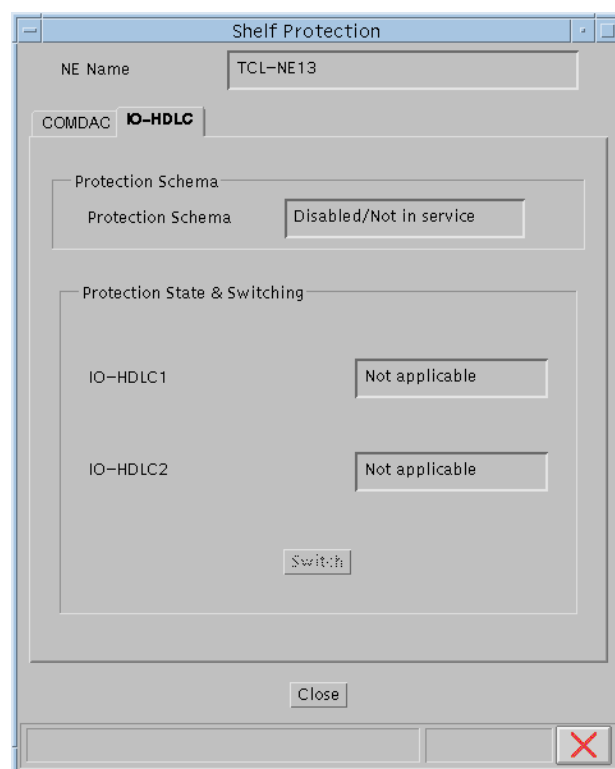 Shelf Protection
NE Name TCL-NE13
COMDAC IO-HDLC
Protection Schema
Protection Schema Disabled/Not in service
Protection State & Switching
IO-HDLC1 Not applicable
IO-HDLC2 Not applicable
Switch
Close